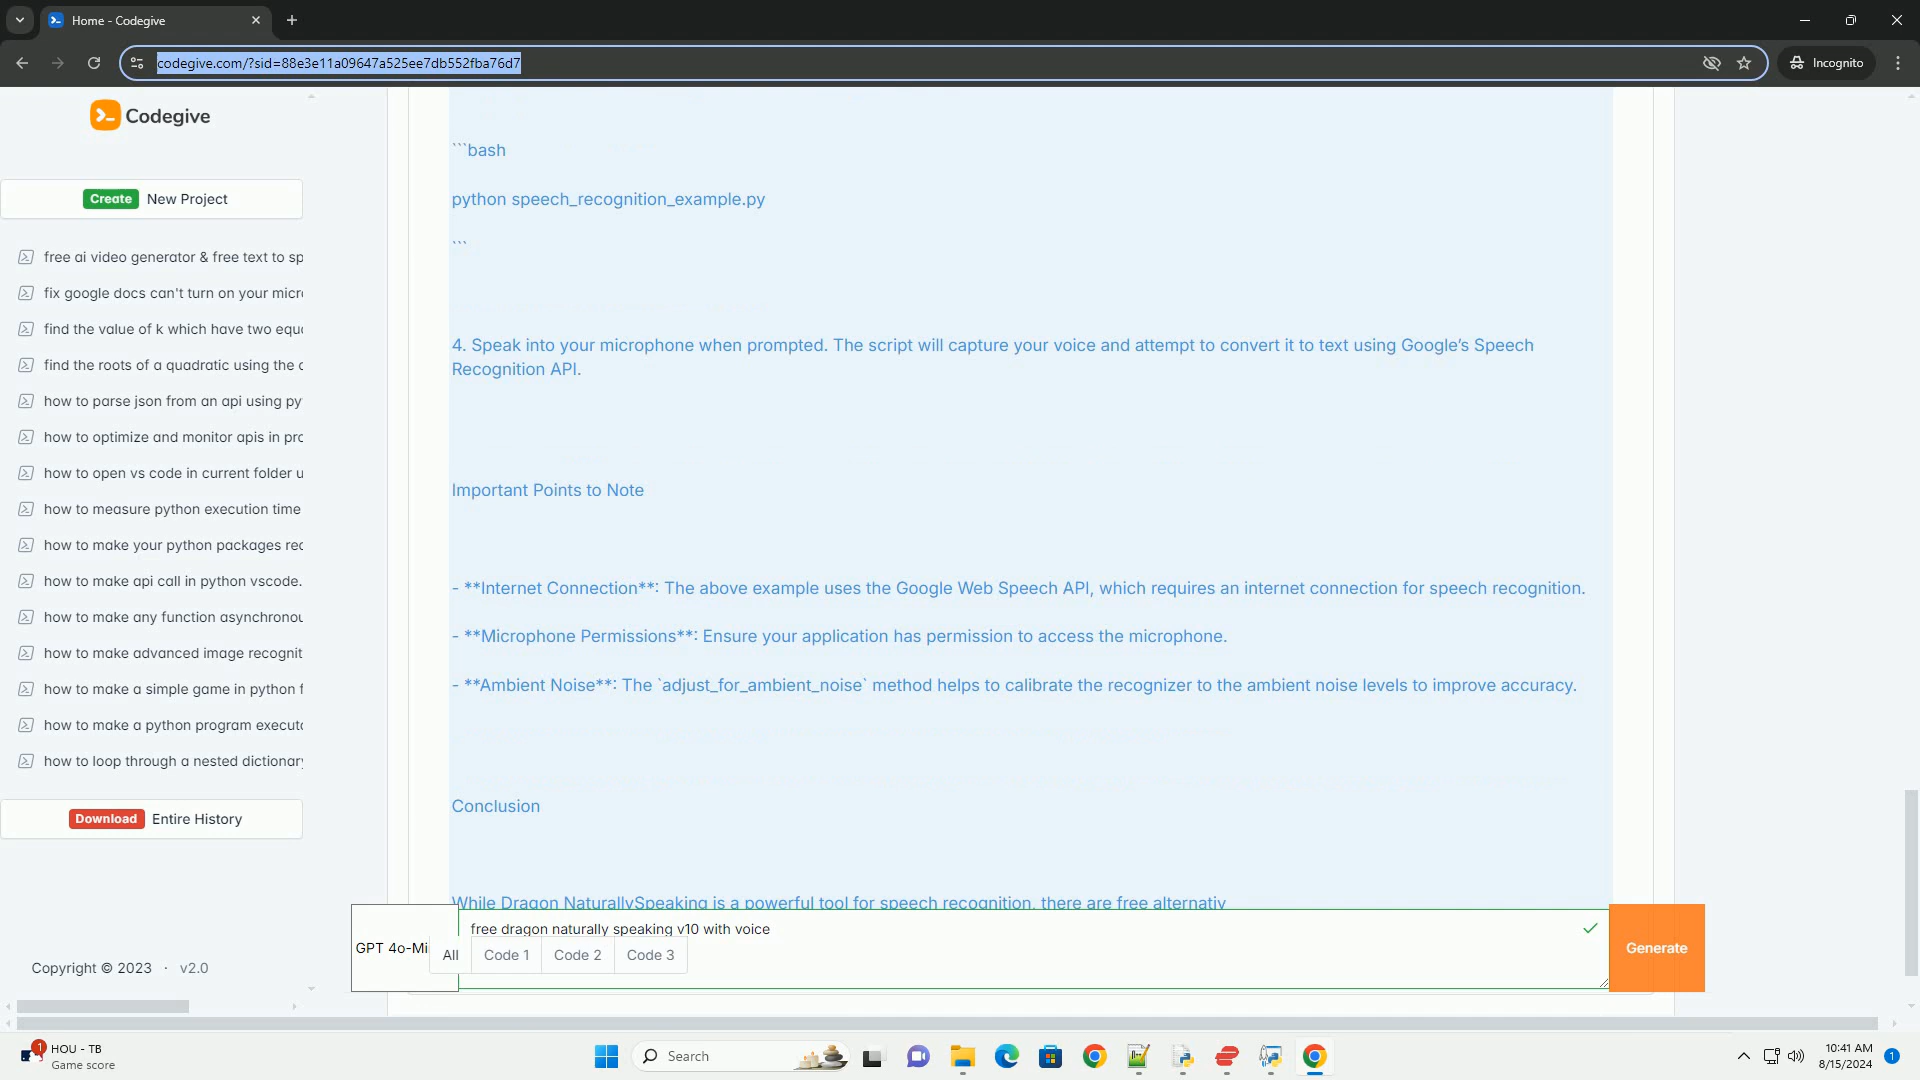 Home - Codegive
codegive.com/?sid=88e3e11a09647a525ee7db552fba76d7
Incognito
Codegive
Create New Project
free ai video generator & free text to sp
fix google docs can't turn on your micr
find the value of k which have two equ
find the roots of a quadratic using the c
how to parse json from an api using py
how to optimize and monitor apis in pro
how to open vs code in current folder u
how to measure python execution time
how to make your python packages rec
how to make api call in python vscode.
how to make any function asynchronou
how to make advanced image recognit
how to make a simple game in python f
how to make a python program execut
how to loop through a nested dictionary
Download Entire History
Copyright © 2023 · v2.0
```bash
python speech_recognition_example.py
```
4. Speak into your microphone when prompted. The script will capture your voice and attempt to convert it to text using Google's Speech
Recognition API.
Important Points to Note
- **Internet Connection**: The above example uses the Google Web Speech API, which requires an internet connection for speech recognition.
- **Microphone Permissions**: Ensure your application has permission to access the microphone.
- **Ambient Noise**: The `adjust_for_ambient_noise` method helps to calibrate the recognizer to the ambient noise levels to improve accuracy.
Conclusion
While Dragon NaturallySpeaking is a powerful tool for speech recognition, there are free alternativ
GPT 4o-Mi
free dragon naturally speaking v10 with voice
All Code 1 Code 2 Code 3
Generate
1
HOU - TB
Game score
Search
10:41 AM
8/15/2024
1